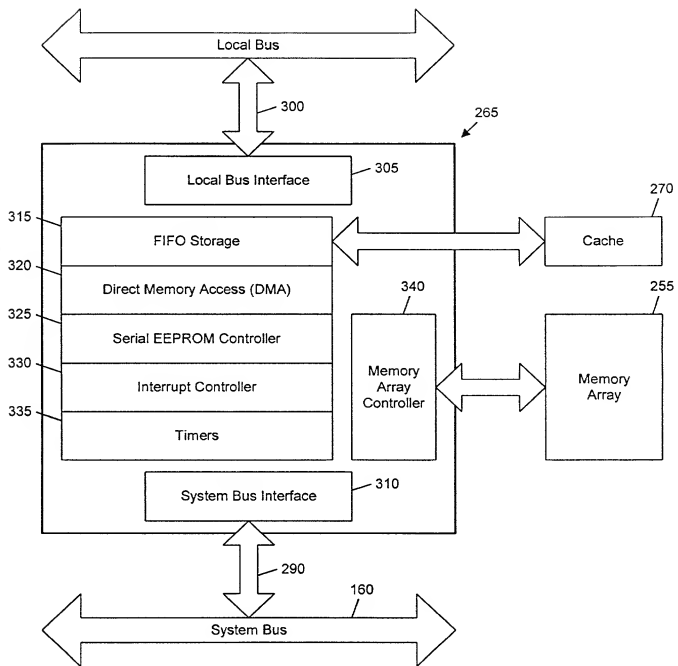 Local Bus
300
265
Local Bus Interface
305
315
FIFO Storage
270
Cache
320
Direct Memory Access (DMA)
340
255
325
Serial EEPROM Controller
Memory
Array
Controller
Memory
Array
330
Interrupt Controller
335
Timers
System Bus Interface
310
290
160
System Bus